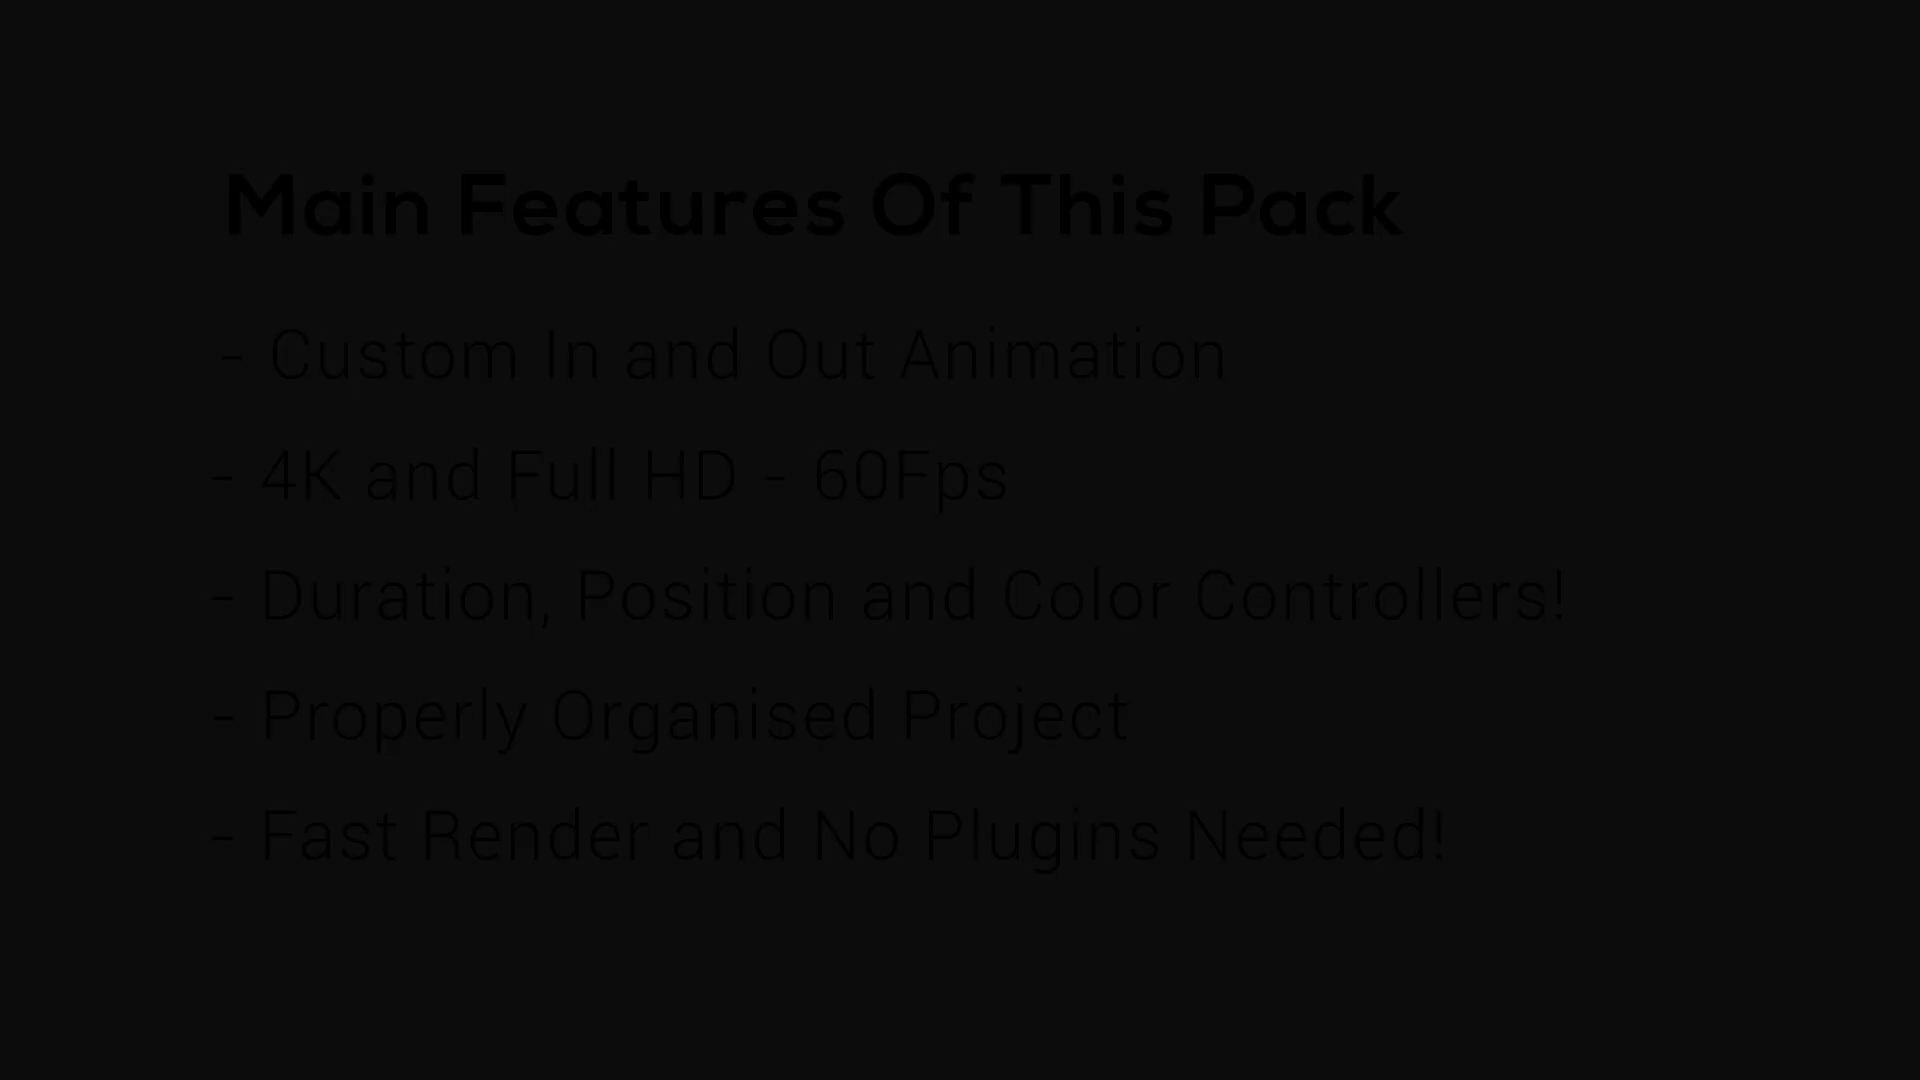 Main Features Of This Pack
- Custom In and Out Animation
- 4K and Full HD - 60Fps
- Duration, Position and Color Controllers!
- Properly Organised Project
- Fast Render and No Plugins Needed!